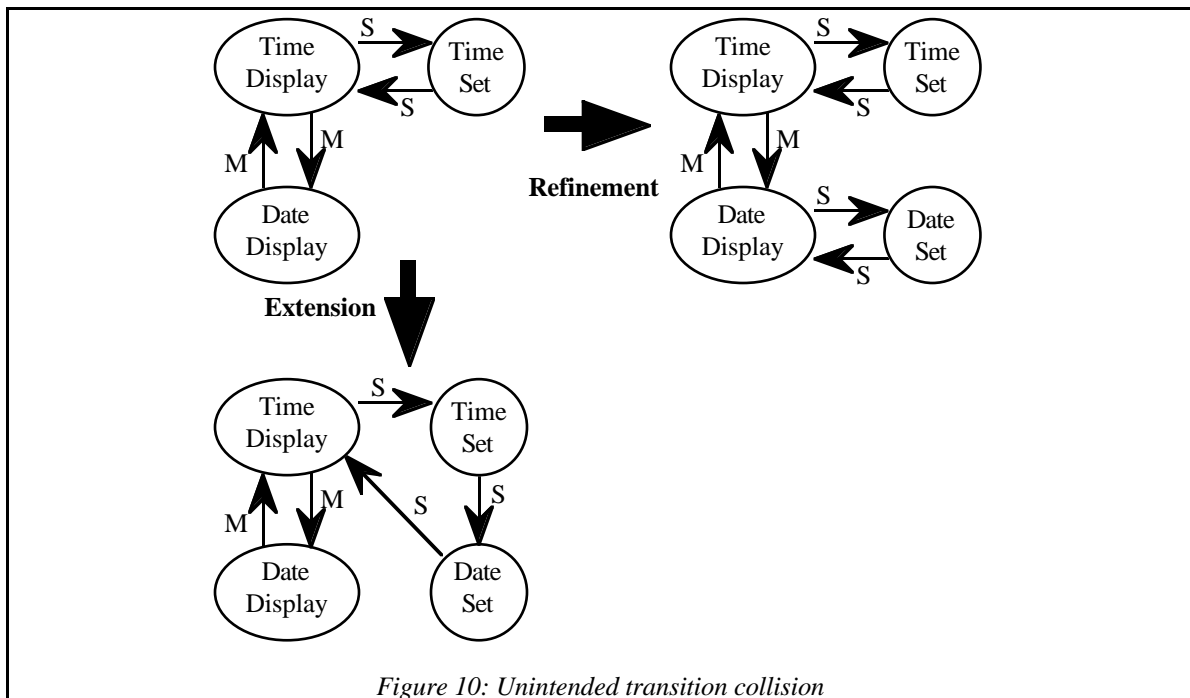 Time
Display
S
Time
Set
S
M
M
Date
Display
Refinement
Time
Display
S
Time
Set
S
M
M
Date
Display
S
Date
Set
S
Extension
Time
Display
S
Time
Set
M
M
S
S
Date
Display
Date
Set
Figure 10: Unintended transition collision